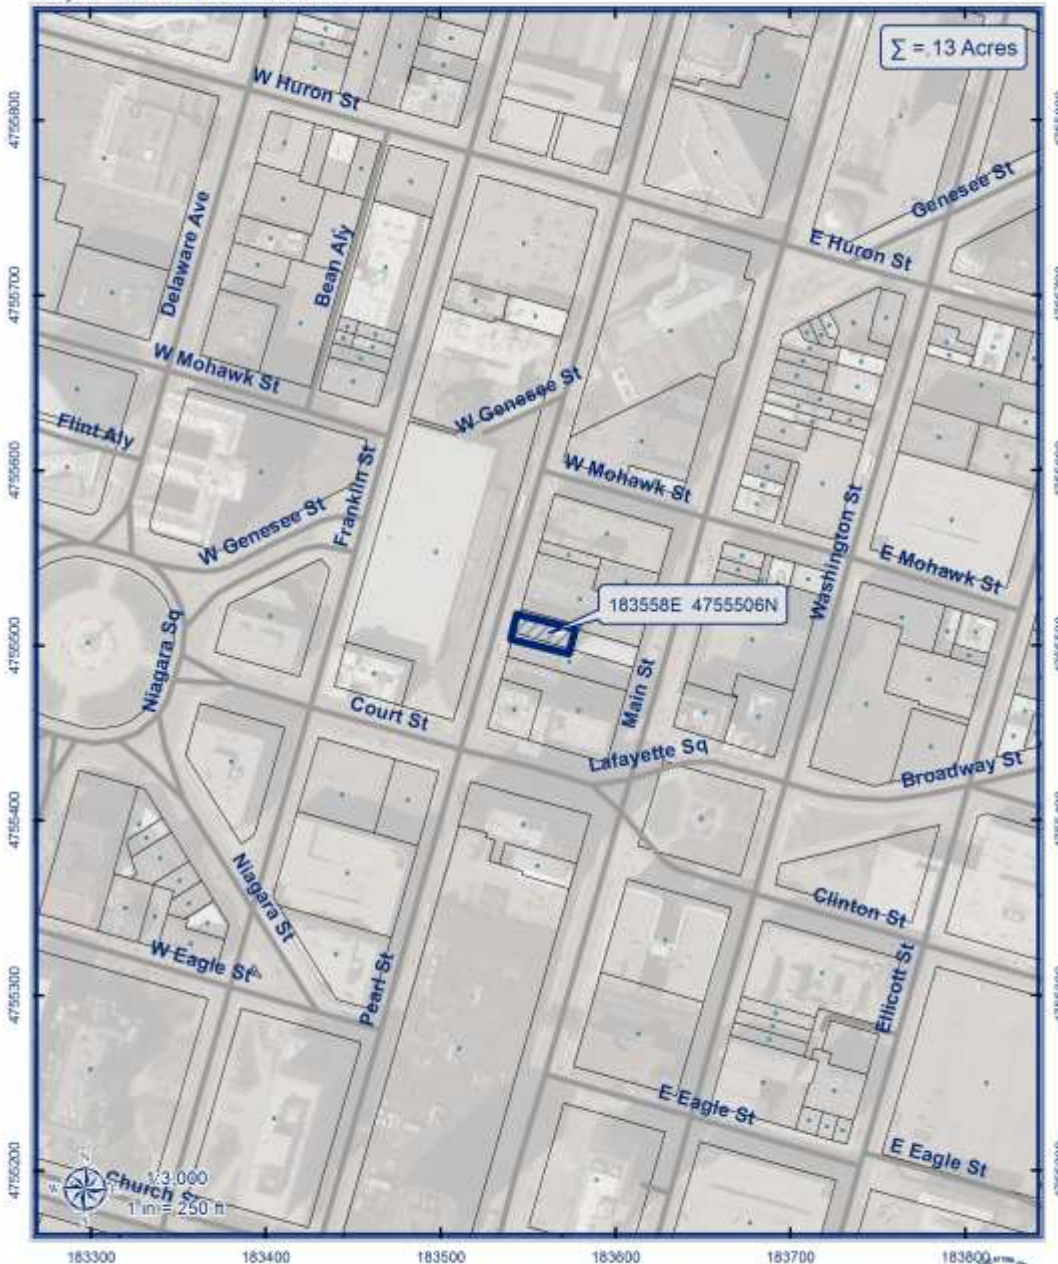 Σ = .13 Acres
W Huron St
Genesee St
E Huron St
Delaware Ave
Bean Aly
W Mohawk St
W Genesee St
Flint Aly
Franklin St
W Mohawk St
W Genesee St
Washington St
E Mohawk St
183558E 4755506N
Niagara Sq
Main St
Court St
Lafayette Sq
Broadway St
Niagara St
Clinton St
W Eagle St
Pearl St
Ellicott St
E Eagle St
E Eagle St
Church St
1:3,000
1 in = 250 ft
N
W
E
S
4755800
4755700
4755600
4755500
4755400
4755300
4755200
183300
183400
183500
183600
183700
183800